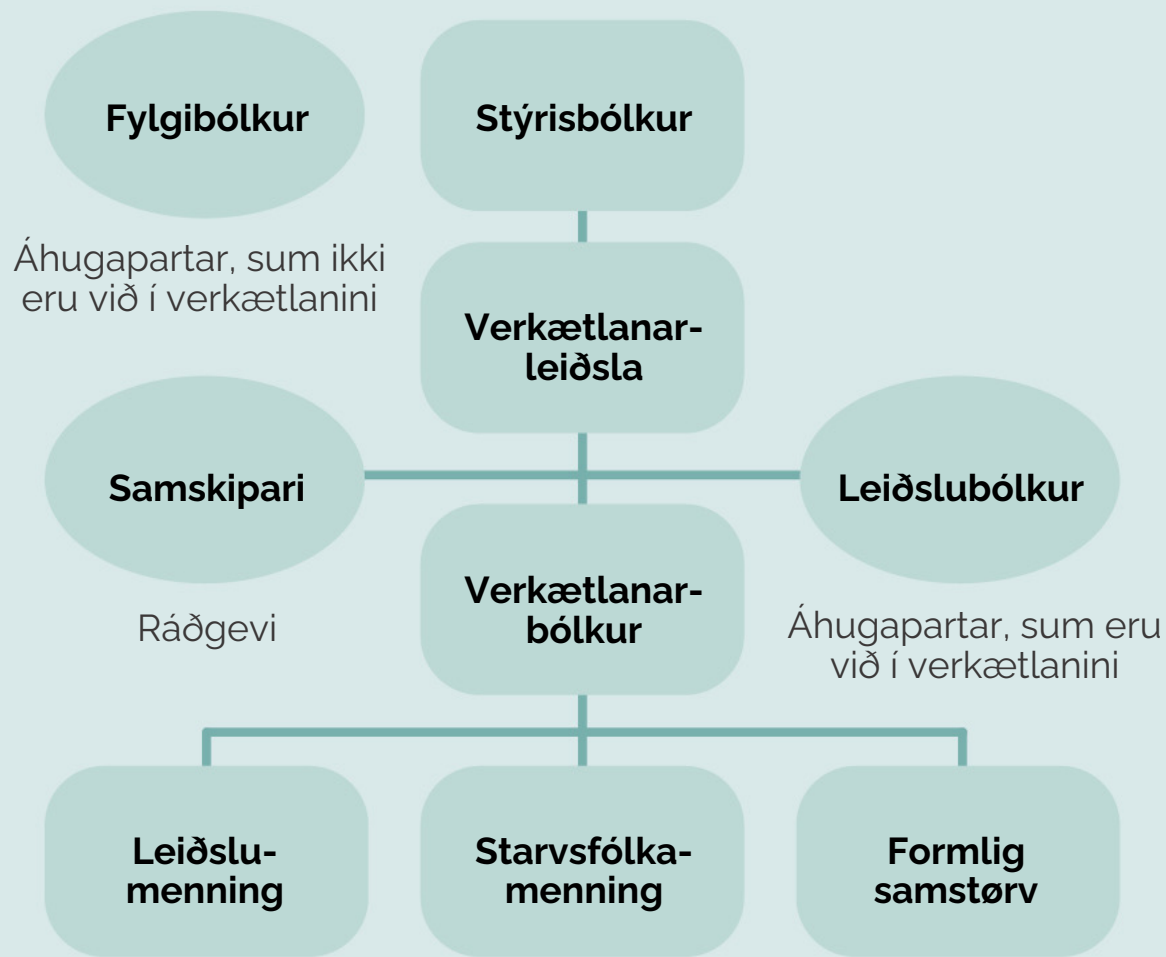 Fylgibólkur
Stýrisbólkur
Áhugapartar, sum ikki
eru við í verkætlanini
Verkætlanar-
leiðsla
Samskipari
Leiðslubólkur
Ráðgevi
Verkætlanar-
bólkur
Áhugapartar, sum eru
við í verkætlanini
Leiðslu-
menning
Starvsfólka-
menning
Formlig
samstørv